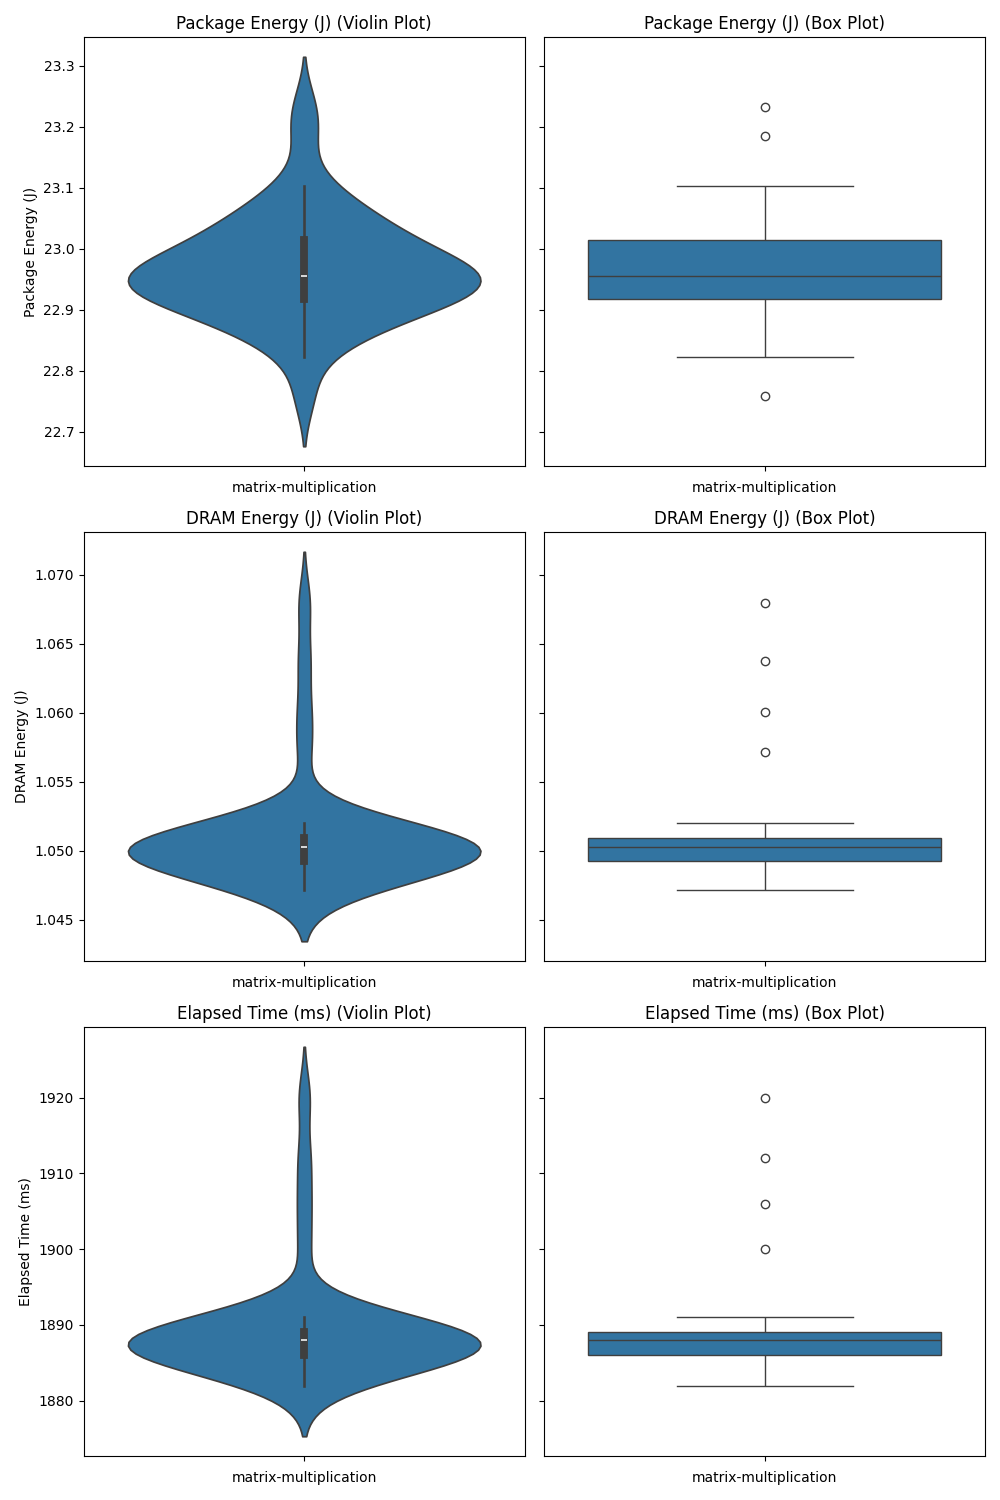 Package Energy (J) (Violin Plot)
Package Energy (J) (Box Plot)
Package Energy (J)
23.3
23.2
23.1
23.0
22.9
22.8
22.7
matrix-multiplication
matrix-multiplication
DRAM Energy (J) (Violin Plot)
DRAM Energy (J) (Box Plot)
DRAM Energy (J)
1.070
1.065
1.060
1.055
1.050
1.045
matrix-multiplication
matrix-multiplication
Elapsed Time (ms) (Violin Plot)
Elapsed Time (ms) (Box Plot)
Elapsed Time (ms)
1920
1910
1900
1890
1880
matrix-multiplication
matrix-multiplication